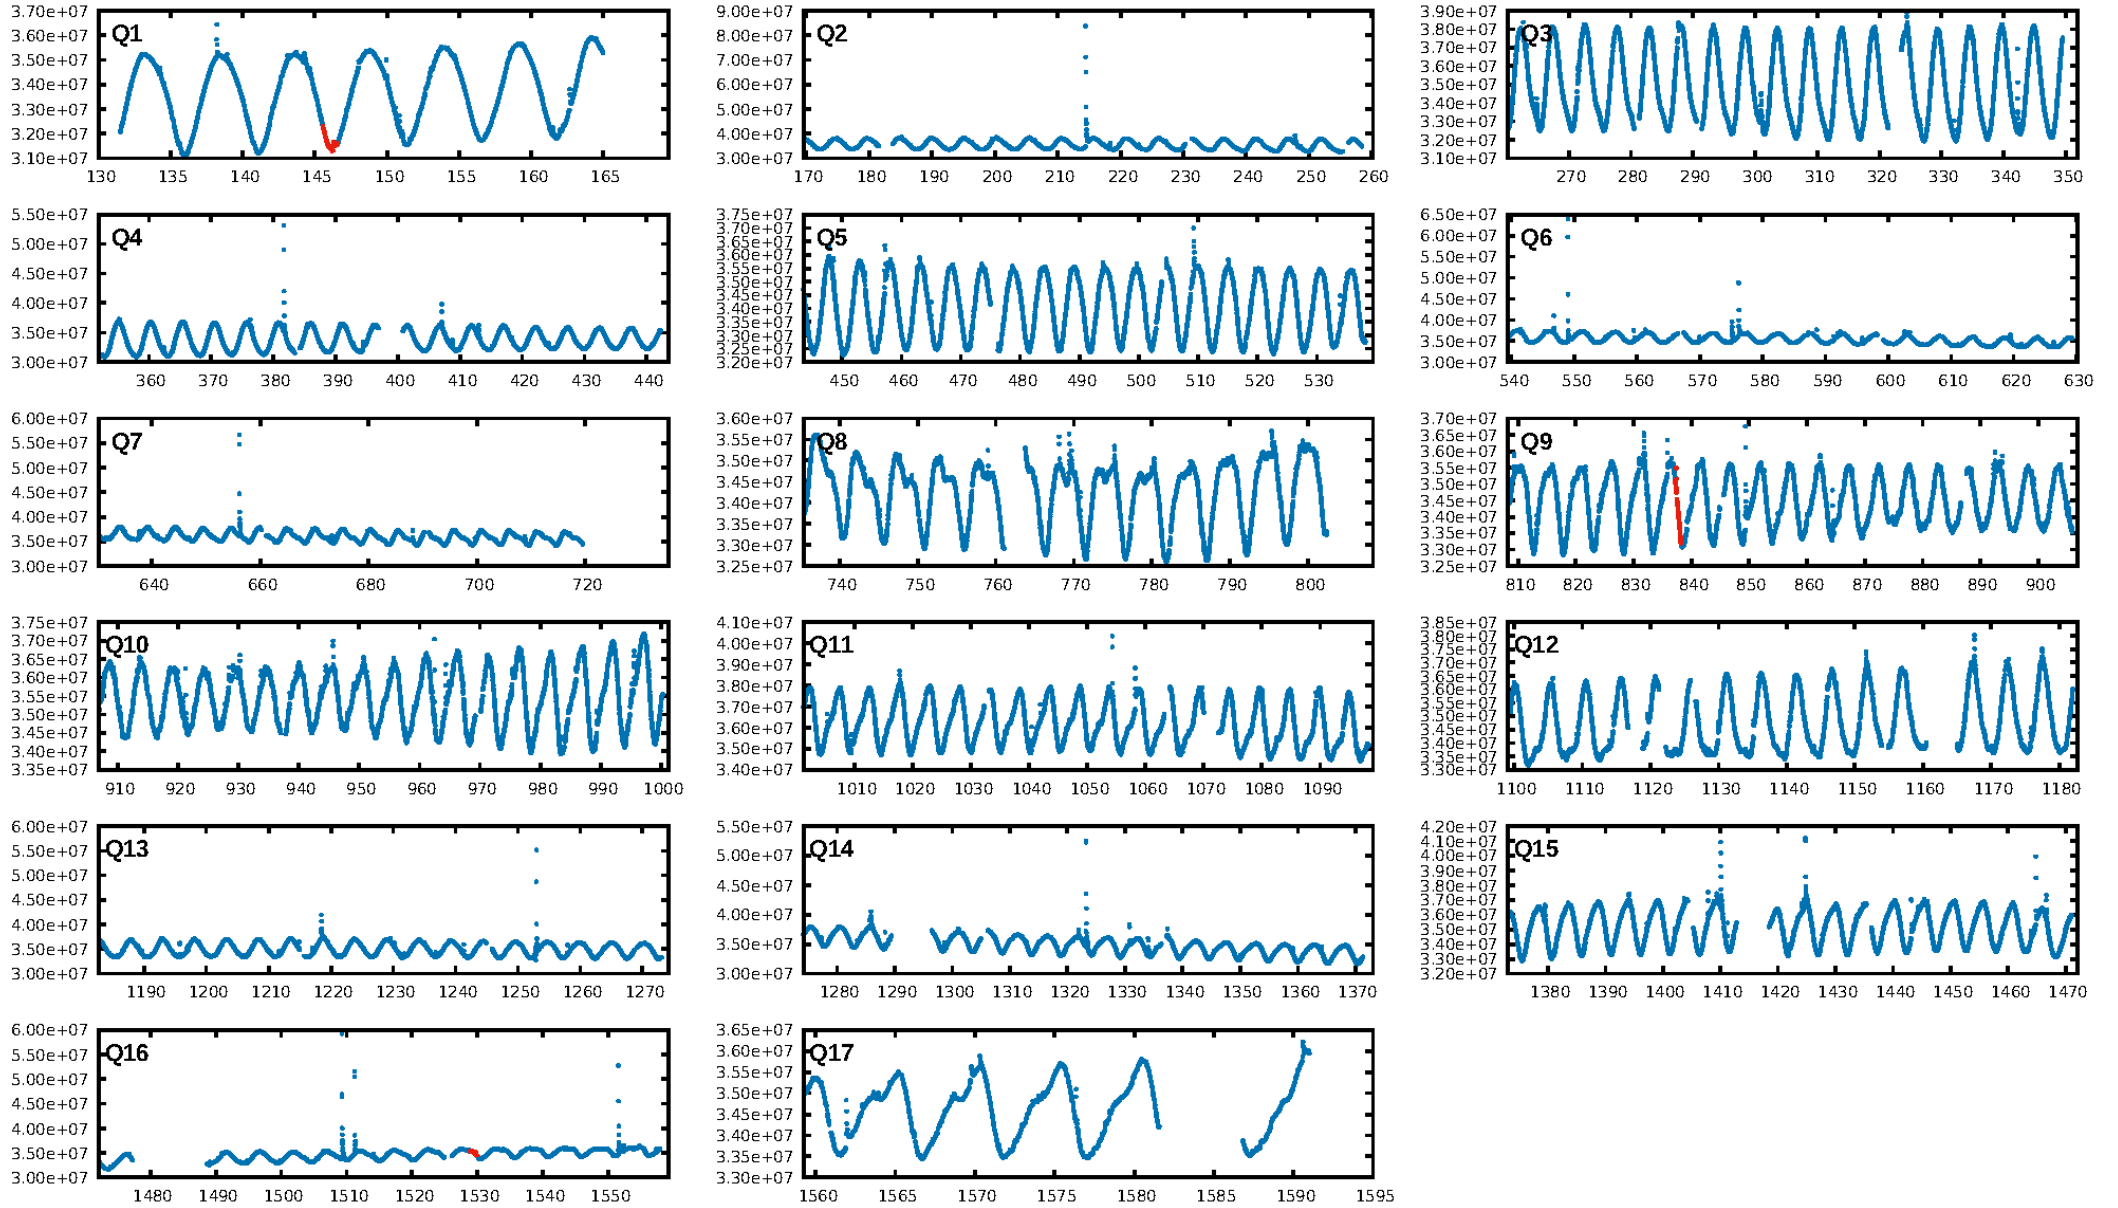 3.70e+07
3.60e+07
3.50e+07
3.40e+07
3.30e+07
3.20e+07
3.10e+07
Q1
130 135 140 145 150 155 160 165
9.00e+07
8.00e+07
7.00e+07
6.00e+07
5.00e+07
4.00e+07
3.00e+07
Q2
170 180 190 200 210 220 230 240 250 260
3.90e+07
3.80e+07
3.70e+07
3.60e+07
3.50e+07
3.40e+07
3.30e+07
3.20e+07
3.10e+07
Q3
270 280 290 300 310 320 330 340 350
5.50e+07
5.00e+07
4.50e+07
4.00e+07
3.50e+07
3.00e+07
Q4
360 370 380 390 400 410 420 430 440
3.75e+07
3.70e+07
3.65e+07
3.60e+07
3.55e+07
3.50e+07
3.45e+07
3.40e+07
3.35e+07
3.30e+07
3.25e+07
3.20e+07
Q5
450 460 470 480 490 500 510 520 530
6.50e+07
6.00e+07
5.50e+07
5.00e+07
4.50e+07
4.00e+07
3.50e+07
3.00e+07
Q6
540 550 560 570 580 590 600 610 620 630
6.00e+07
5.50e+07
5.00e+07
4.50e+07
4.00e+07
3.50e+07
3.00e+07
Q7
640 660 680 700 720
3.60e+07
3.55e+07
3.50e+07
3.45e+07
3.40e+07
3.35e+07
3.30e+07
3.25e+07
Q8
740 750 760 770 780 790 800
3.70e+07
3.65e+07
3.60e+07
3.55e+07
3.50e+07
3.45e+07
3.40e+07
3.35e+07
3.30e+07
3.25e+07
Q9
810 820 830 840 850 860 870 880 890 900
3.75e+07
3.70e+07
3.65e+07
3.60e+07
3.55e+07
3.50e+07
3.45e+07
3.40e+07
3.35e+07
Q10
910 920 930 940 950 960 970 980 990 1000
4.10e+07
4.00e+07
3.90e+07
3.80e+07
3.70e+07
3.60e+07
3.50e+07
3.40e+07
Q11
1010 1020 1030 1040 1050 1060 1070 1080 1090
3.85e+07
3.80e+07
3.75e+07
3.70e+07
3.65e+07
3.60e+07
3.55e+07
3.50e+07
3.45e+07
3.40e+07
3.35e+07
3.30e+07
Q12
1100 1110 1120 1130 1140 1150 1160 1170 1180
6.00e+07
5.50e+07
5.00e+07
4.50e+07
4.00e+07
3.50e+07
3.00e+07
Q13
1190 1200 1210 1220 1230 1240 1250 1260 1270
5.50e+07
5.00e+07
4.50e+07
4.00e+07
3.50e+07
3.00e+07
Q14
1280 1290 1300 1310 1320 1330 1340 1350 1360 1370
4.20e+07
4.10e+07
4.00e+07
3.90e+07
3.80e+07
3.70e+07
3.60e+07
3.50e+07
3.40e+07
3.30e+07
3.20e+07
Q15
1380 1390 1400 1410 1420 1430 1440 1450 1460 1470
6.00e+07
5.50e+07
5.00e+07
4.50e+07
4.00e+07
3.50e+07
3.00e+07
Q16
1480 1490 1500 1510 1520 1530 1540 1550
3.65e+07
3.60e+07
3.55e+07
3.50e+07
3.45e+07
3.40e+07
3.35e+07
3.30e+07
Q17
1560 1565 1570 1575 1580 1585 1590 1595